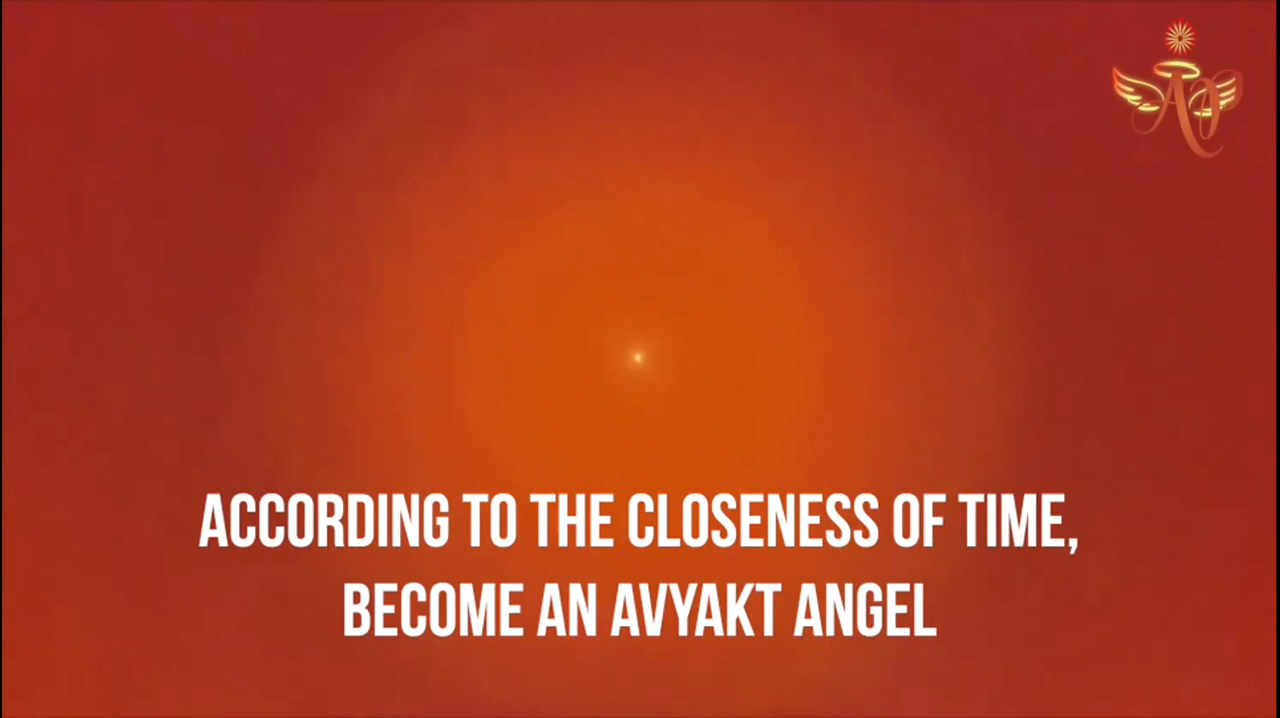 ACCORDING TO THE CLOSENESS OF TIME,
BECOME AN AVYAKT ANGEL